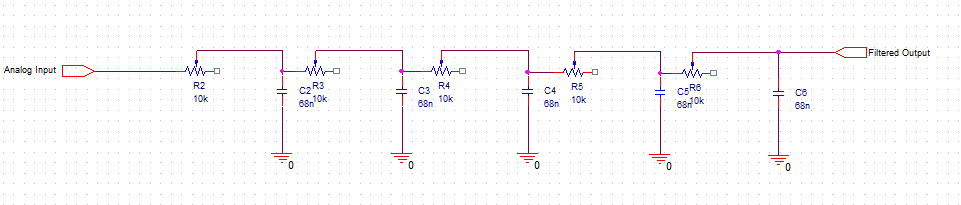 Analog Input
R2
10k
C2
68n
0
R3
10k
C3
68n
0
R4
10k
C4
68n
0
R5
10k
C5
68n
0
R6
10k
C6
68n
0
Filtered Output